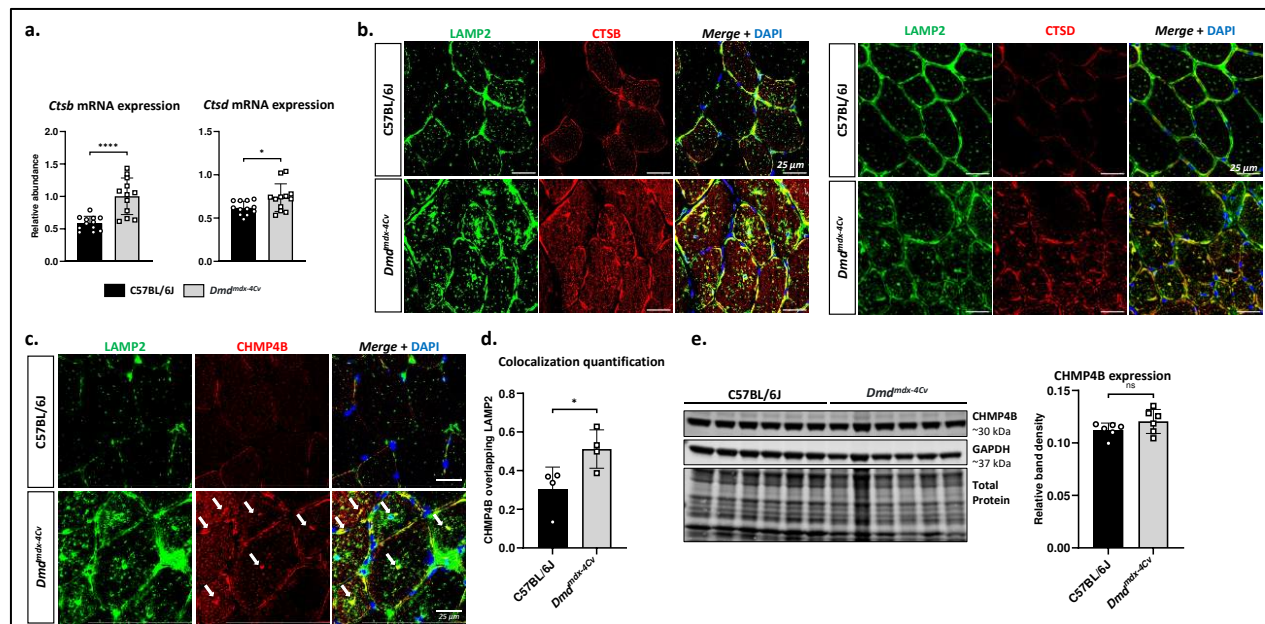 a.
Ctsb mRNA expression
Ctsd mRNA expression
Relative abundance
2.0
1.5
1.0
0.5
0.0
****
1.5
1.0
0.5
0.0
*
C57BL/6J
Dmdmdx-4Cv
b.
LAMP2
CTSB
Merge + DAPI
C57BL/6J
25 µm
Dmdmdx-4Cv
LAMP2
CTSD
Merge + DAPI
C57BL/6J
25 µm
Dmdmdx-4Cv
c.
LAMP2
CHMP4B
Merge + DAPI
C57BL/6J
Dmdmdx-4Cv
25 µm
d.
Colocalization quantification
CHMP4B overlapping LAMP2
0.8
0.6
0.4
0.2
0.0
*
C57BL/6J
Dmdmdx-4Cv
e.
C57BL/6J
Dmdmdx-4Cv
CHMP4B
~30 kDa
GAPDH
~37 kDa
Total
Protein
CHMP4B expression
ns
Relative band density
0.15
0.10
0.05
0.00
C57BL/6J
Dmdmdx-4Cv